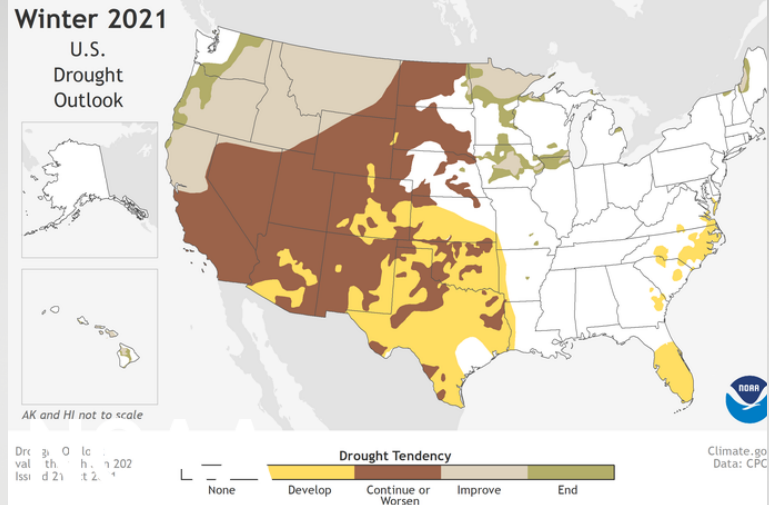 Winter 2021
U.S.
Drought
Outlook
NOAA
AK and HI not to scale
Drought Tendency
None
Develop
Continue or
Worsen
Improve
End
Climate.go
Data: CPC